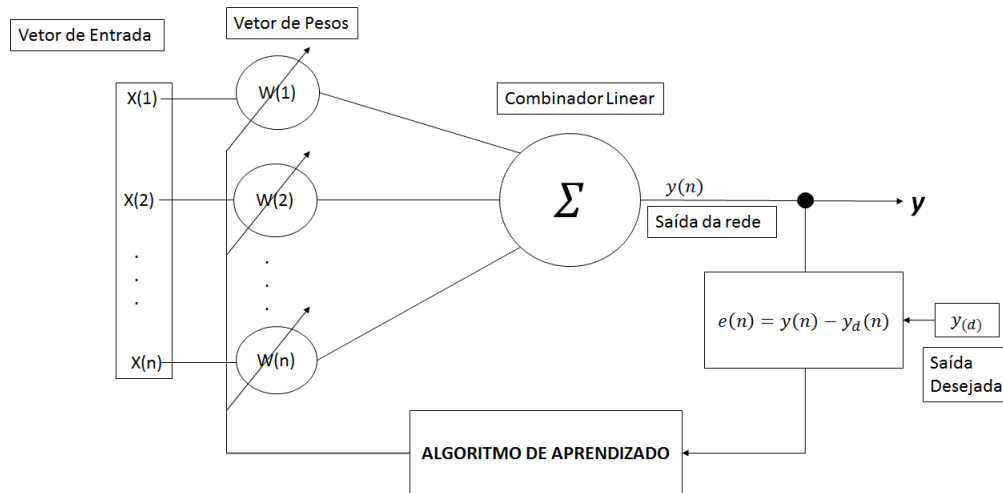 Vetor de Entrada
Vetor de Pesos
X(1)
W(1)
Combinador Linear
X(2)
W(2)
Σ
y(n)
Saída da rede
y
. . .
. . .
e(n) = y(n) − y_d(n)
y_(d)
Saída
Desejada
X(n)
W(n)
ALGORITMO DE APRENDIZADO